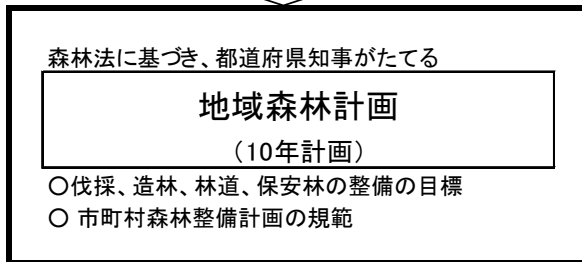 森林法に基づき、都道府県知事がたてる
地域森林計画
（10年計画）
○伐採、造林、林道、保安林の整備の目標
○ 市町村森林整備計画の規範